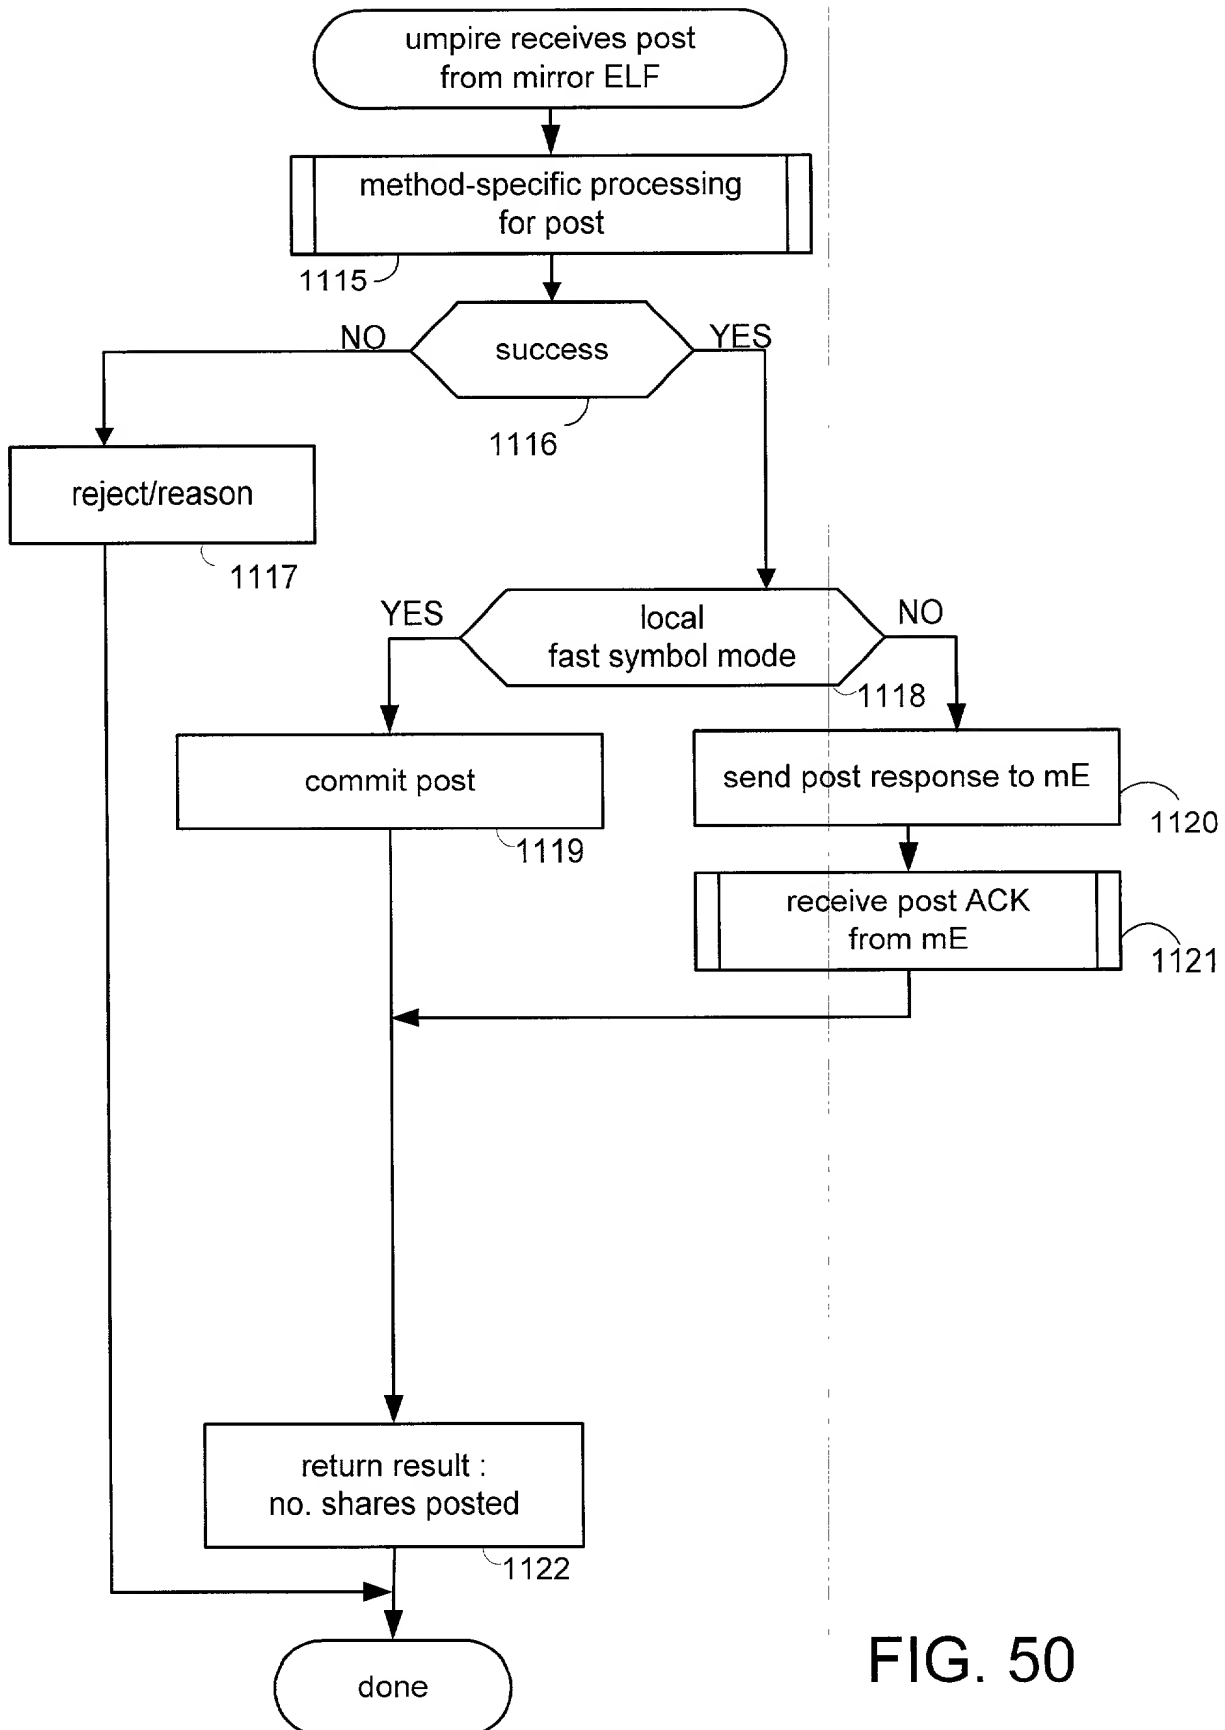 umpire receives post
from mirror ELF
method-specific processing
for post
1115
NO
YES
success
1116
reject/reason
1117
YES
NO
local
fast symbol mode
1118
commit post
send post response to mE
1119
1120
receive post ACK
from mE
1121
return result :
no. shares posted
1122
done
FIG. 50